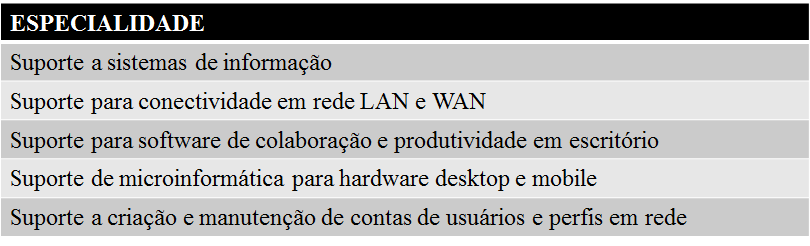 ESPECIALIDADE
Suporte a sistemas de informação
Suporte para conectividade em rede LAN e WAN
Suporte para software de colaboração e produtividade em escritório
Suporte de microinformática para hardware desktop e mobile
Suporte a criação e manutenção de contas de usuários e perfis em rede